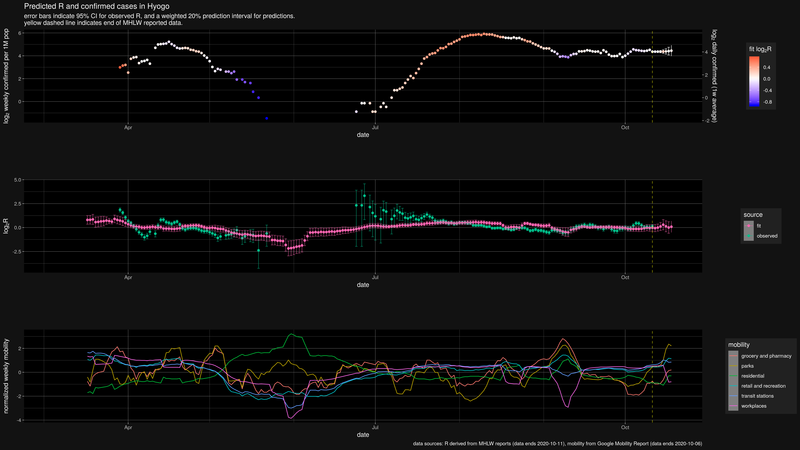 Predicted R and confirmed cases in Hyogo
error bars indicate 95% CI for observed R, and a weighted 20% prediction interval for predictions.
yellow dashed line indicates end of MHLW reported data.
log₂ weekly confirmed per 1M pop
6
4
2
0
4
2
0
-2
log₂ daily confirmed (1w average)
Apr
Jul
Oct
date
fit log₂R
0.4
0.0
-0.4
-0.8
log₂R
5.0
2.5
0.0
-2.5
Apr
Jul
Oct
date
source
fit
observed
normalised weekly mobility
2
0
-2
-4
Apr
Jul
Oct
date
mobility
grocery and pharmacy
parks
residential
retail and recreation
transit stations
workplaces
data sources: R derived from MHLW reports (data ends 2020-10-11), mobility from Google Mobility Report (data ends 2020-10-06)